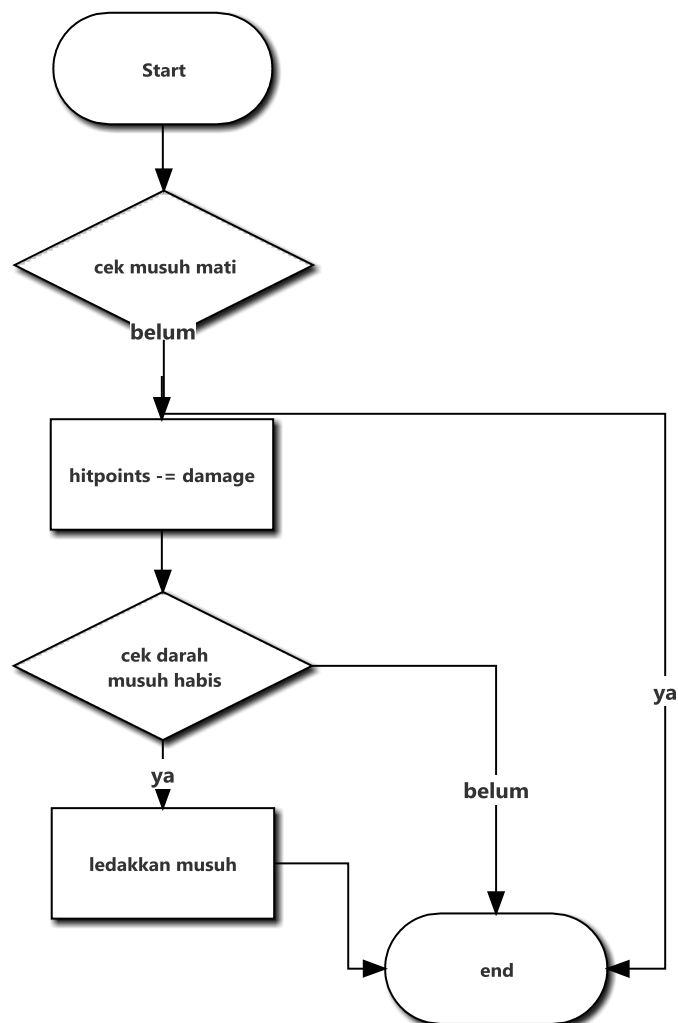 Start
cek musuh mati
belum
hitpoints -= damage
cek darah
musuh habis
ya
ya
belum
ledakkan musuh
end